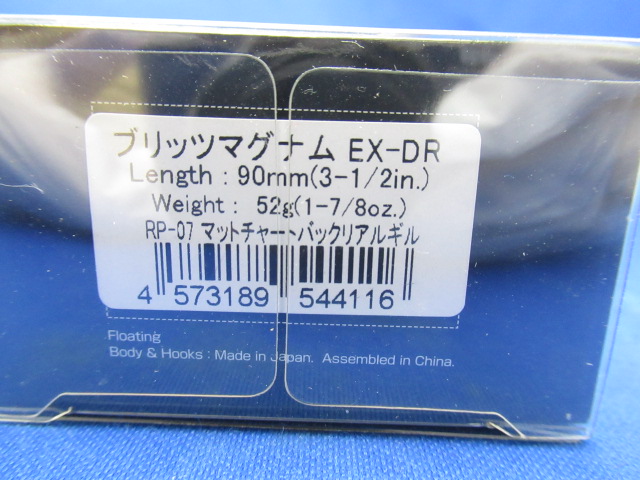 ブリッツマグナム EX-DR
Length : 90mm(3-1/2in.)
Weight : 52g(1-7/8oz.)
RP-07 マットチャートバックリアルギル
4 573189 544116
Floating
Body & Hooks : Made in Japan. Assembled in China.